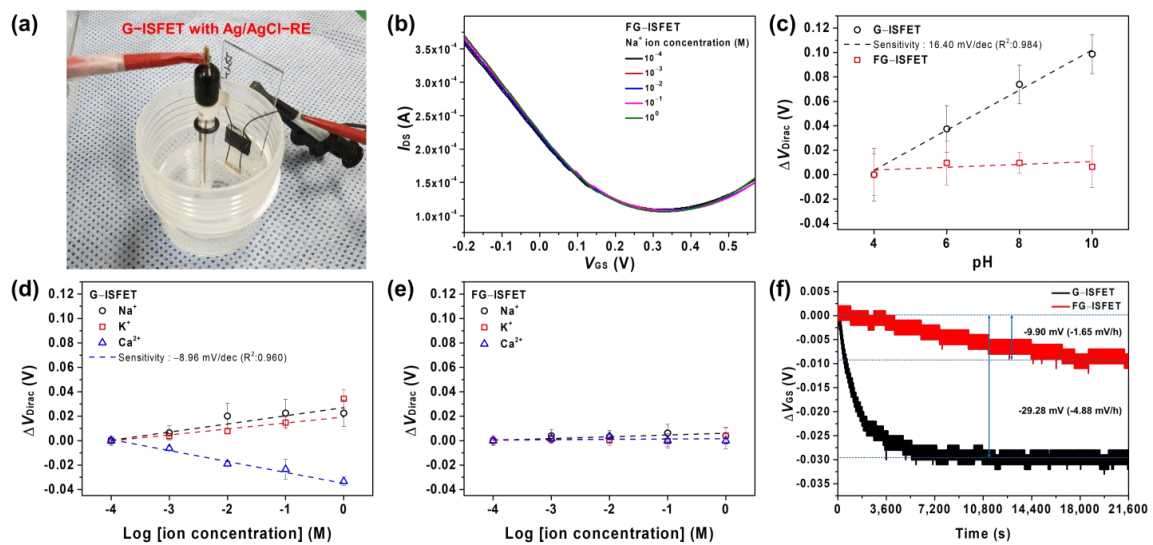 (a)
G−ISFET with Ag/AgCl−RE
(b)
FG−ISFET
Na⁺ ion concentration (M)
10⁻⁴
10⁻³
10⁻²
10⁻¹
10⁰
3.5x10⁻⁴
3.0x10⁻⁴
2.5x10⁻⁴
2.0x10⁻⁴
1.5x10⁻⁴
1.0x10⁻⁴
I_DS (A)
-0.2 -0.1 0.0 0.1 0.2 0.3 0.4 0.5
V_GS (V)
(c)
G−ISFET
Sensitivity : 16.40 mV/dec (R²:0.984)
FG−ISFET
0.12
0.10
0.08
0.06
0.04
0.02
0.00
-0.02
-0.04
ΔV_Dirac (V)
4 6 8 10
pH
(d)
G−ISFET
Na⁺
K⁺
Ca²⁺
Sensitivity : −8.96 mV/dec (R²:0.960)
0.12
0.10
0.08
0.06
0.04
0.02
0.00
-0.02
-0.04
ΔV_Dirac (V)
-4 -3 -2 -1 0
Log [ion concentration] (M)
(e)
FG−ISFET
Na⁺
K⁺
Ca²⁺
0.12
0.10
0.08
0.06
0.04
0.02
0.00
-0.02
-0.04
ΔV_Dirac (V)
-4 -3 -2 -1 0
Log [ion concentration] (M)
(f)
G−ISFET
FG−ISFET
0.005
0.000
-0.005
-0.010
-0.015
-0.020
-0.025
-0.030
-0.035
ΔV_GS (V)
-9.90 mV (-1.65 mV/h)
-29.28 mV (-4.88 mV/h)
0 3,600 7,200 10,800 14,400 18,000 21,600
Time (s)